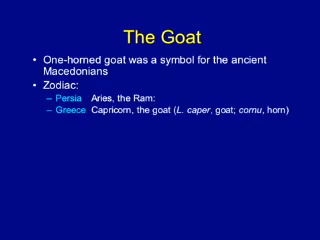 The Goat
• One-horned goat was a symbol for the ancient
Macedonians
• Zodiac:
– Persia Aries, the Ram:
– Greece Capricorn, the goat (L. caper, goat; cornu, horn)